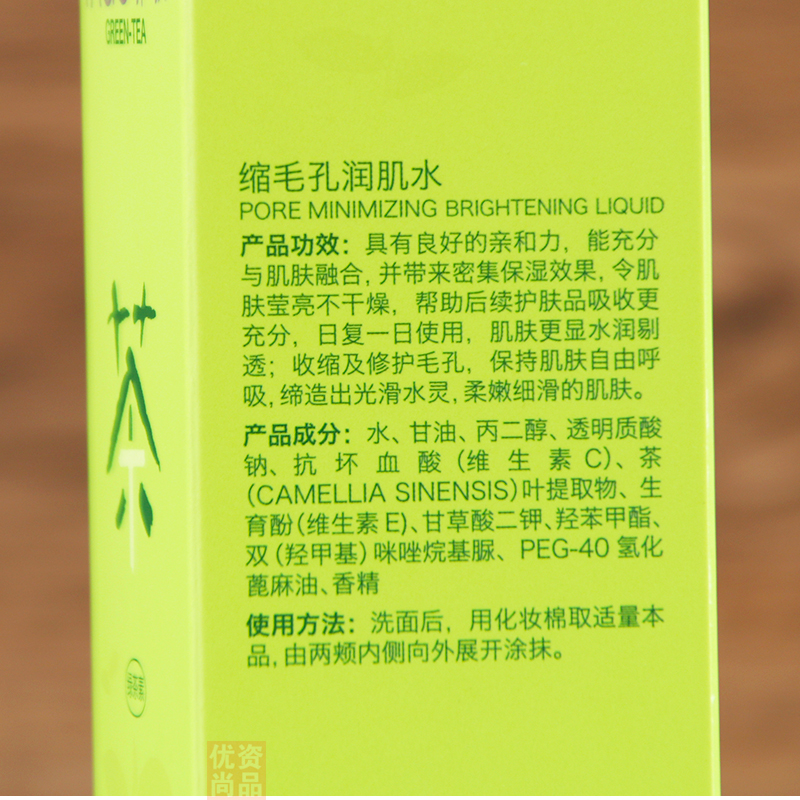 GREEN-TEA
茶
缩毛孔润肌水
PORE MINIMIZING BRIGHTENING LIQUID
产品功效：具有良好的亲和力，能充分
与肌肤融合，并带来密集保湿效果，令肌
肤莹亮不干燥，帮助后续护肤品吸收更
充分，日复一日使用，肌肤更显水润剔
透；收缩及修护毛孔，保持肌肤自由呼
吸，缔造出光滑水灵，柔嫩细滑的肌肤。
产品成分：水、甘油、丙二醇、透明质酸
钠、抗坏血酸（维生素C）、茶
（CAMELLIA SINENSIS）叶提取物、生
育酚（维生素E）、甘草酸二钾、羟苯甲酯、
双（羟甲基）咪唑烷基脲、PEG-40氢化
蓖麻油、香精
使用方法：洗面后，用化妆棉取适量本
品，由两颊内侧向外展开涂抹。
优资
尚品